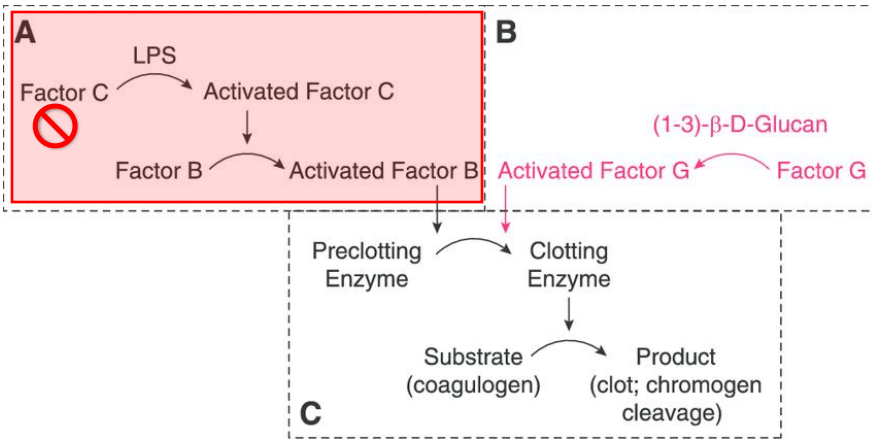 A
LPS
Factor C
Activated Factor C
Factor B
Activated Factor B
B
(1-3)-β-D-Glucan
Activated Factor G
Factor G
Preclotting
Enzyme
Clotting
Enzyme
Substrate
(coagulogen)
Product
(clot; chromogen
cleavage)
C